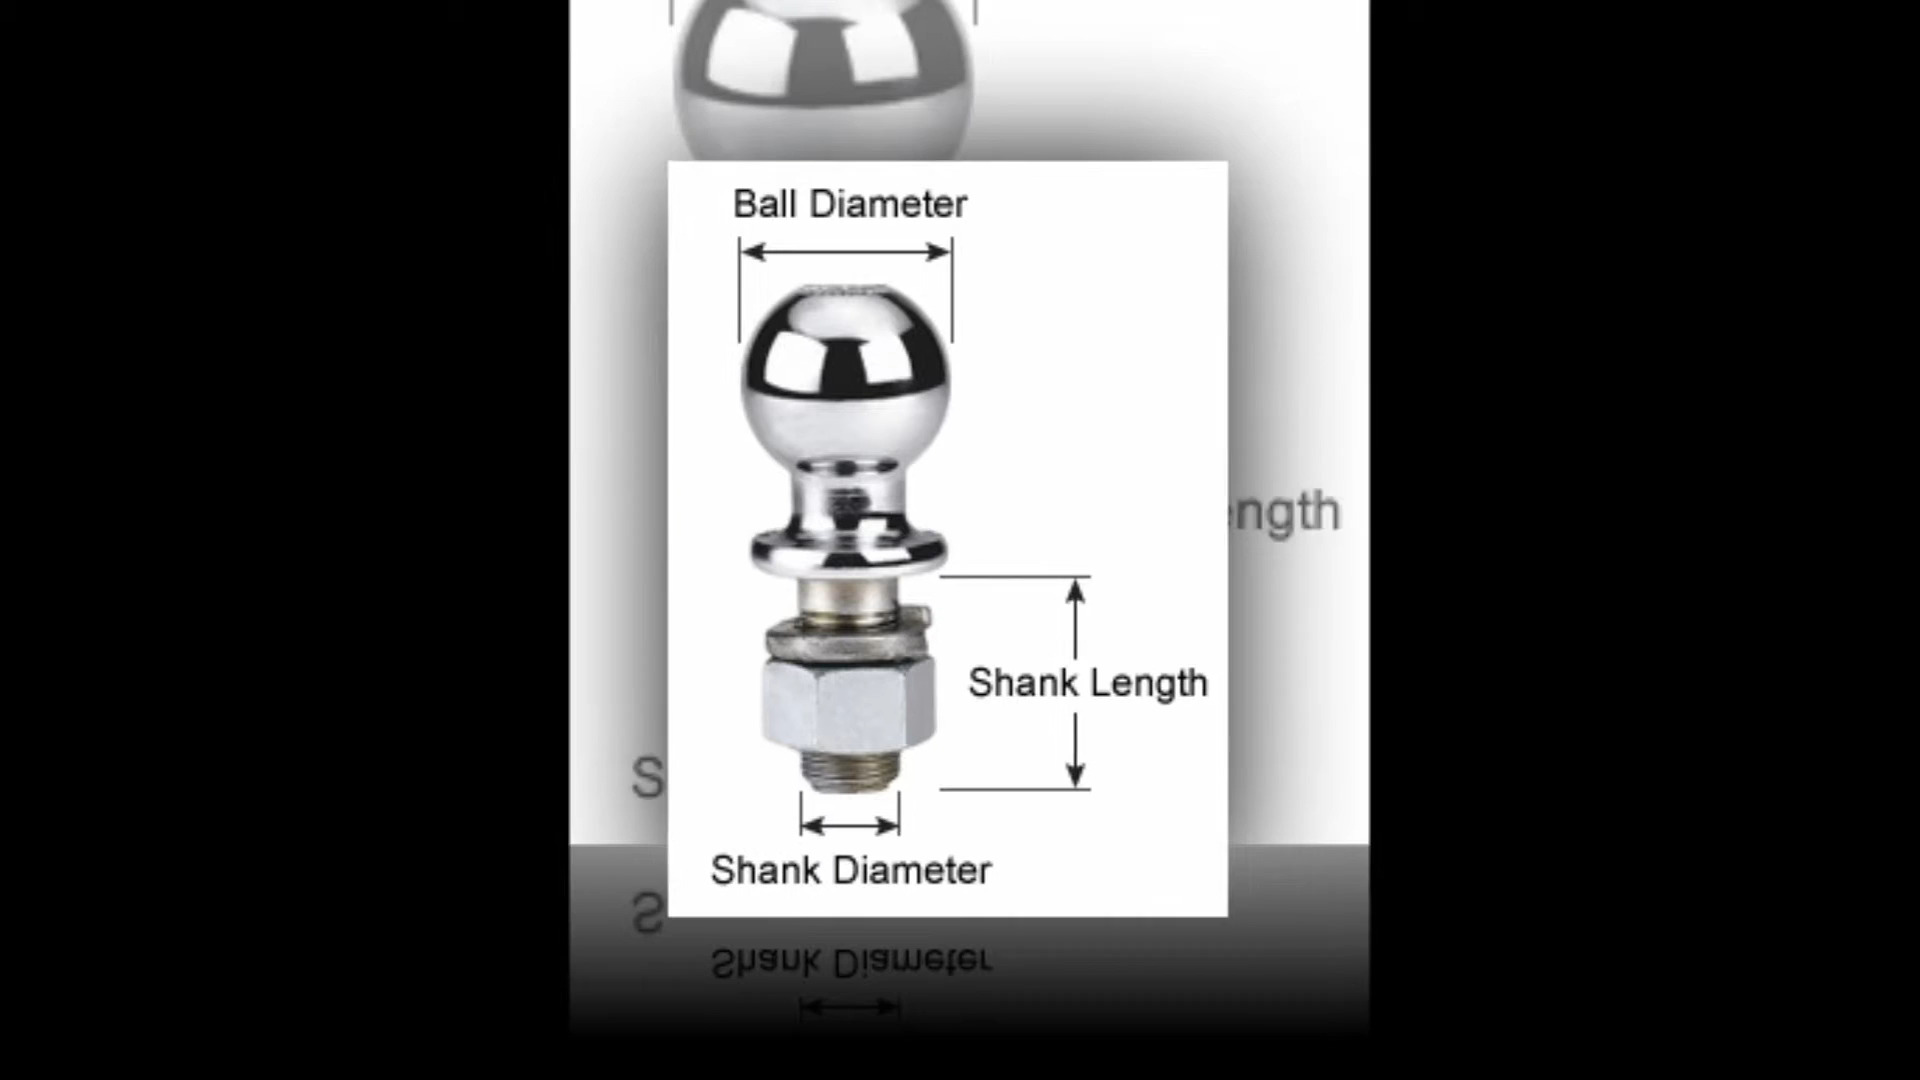 Ball Diameter
ength
Shank Length
S
Shank Diameter
S
Shank Diameter